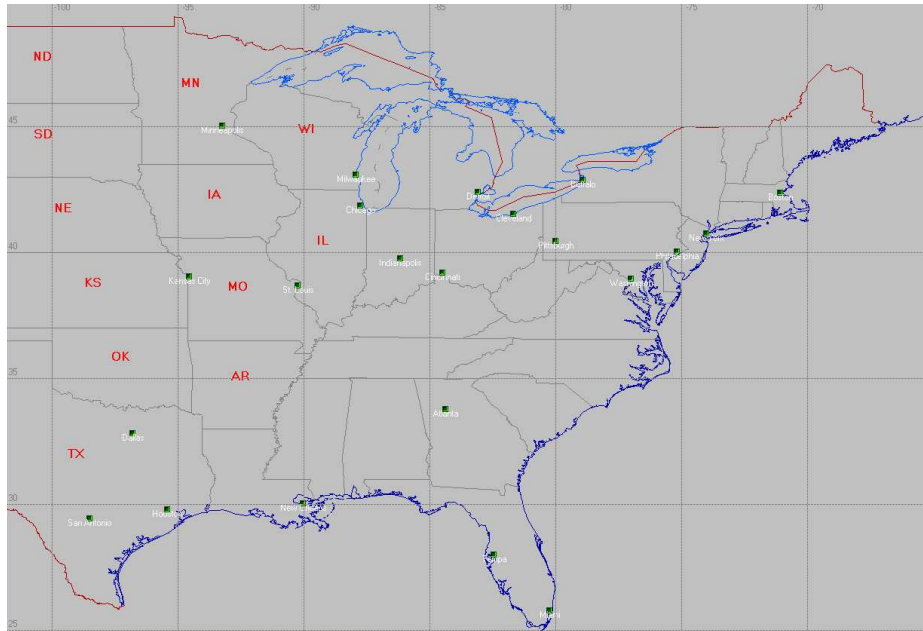 -100 -95 -90 -85 -80 -75 -70
ND
MN
45
SD
WI
Minneapolis
Milwaukee
Detroit
Buffalo
Boston
NE
IA
Chicago
Cleveland
IL
Pittsburgh
New York
40
Indianapolis
Philadelphia
KS
Kansas City
MO
St. Louis
Cincinnati
Washington
OK
35
AR
Atlanta
Dallas
TX
30
San Antonio
Houston
New Orleans
Tampa
Miami
25